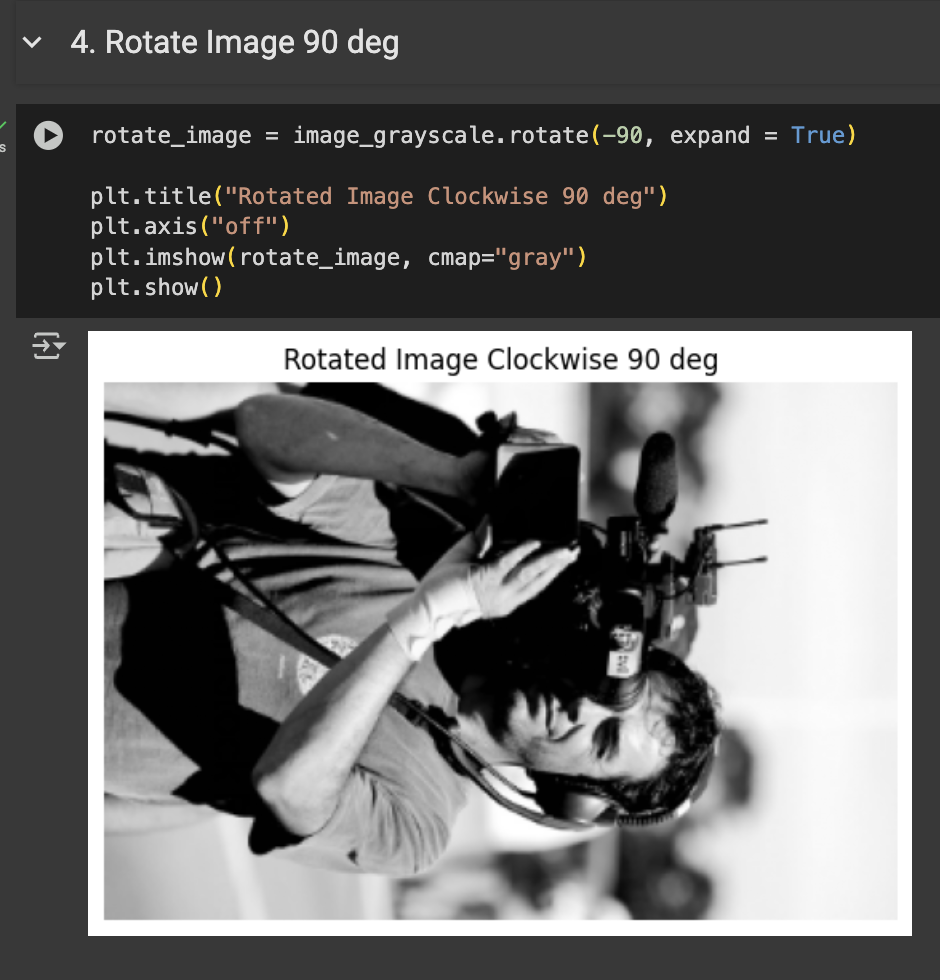 4. Rotate Image 90 deg
s
rotate_image = image_grayscale.rotate(-90, expand = True)
plt.title("Rotated Image Clockwise 90 deg")
plt.axis("off")
plt.imshow(rotate_image, cmap="gray")
plt.show()
Rotated Image Clockwise 90 deg